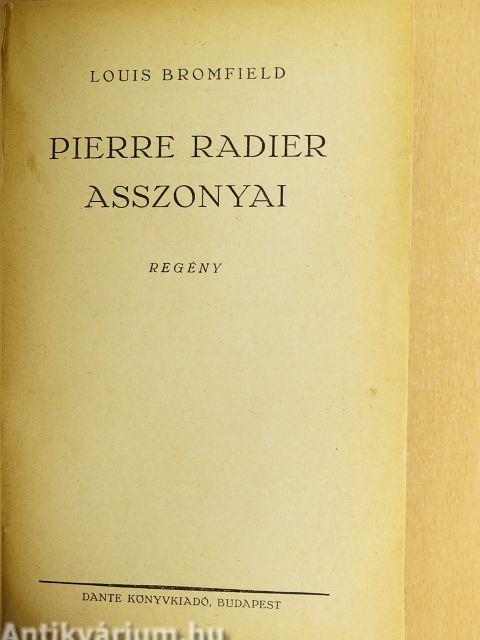 LOUIS BROMFIELD
PIERRE RADIER
ASSZONYAI
REGÉNY
DANTE KÖNYVKIADÓ, BUDAPEST
Antikvárium.hu